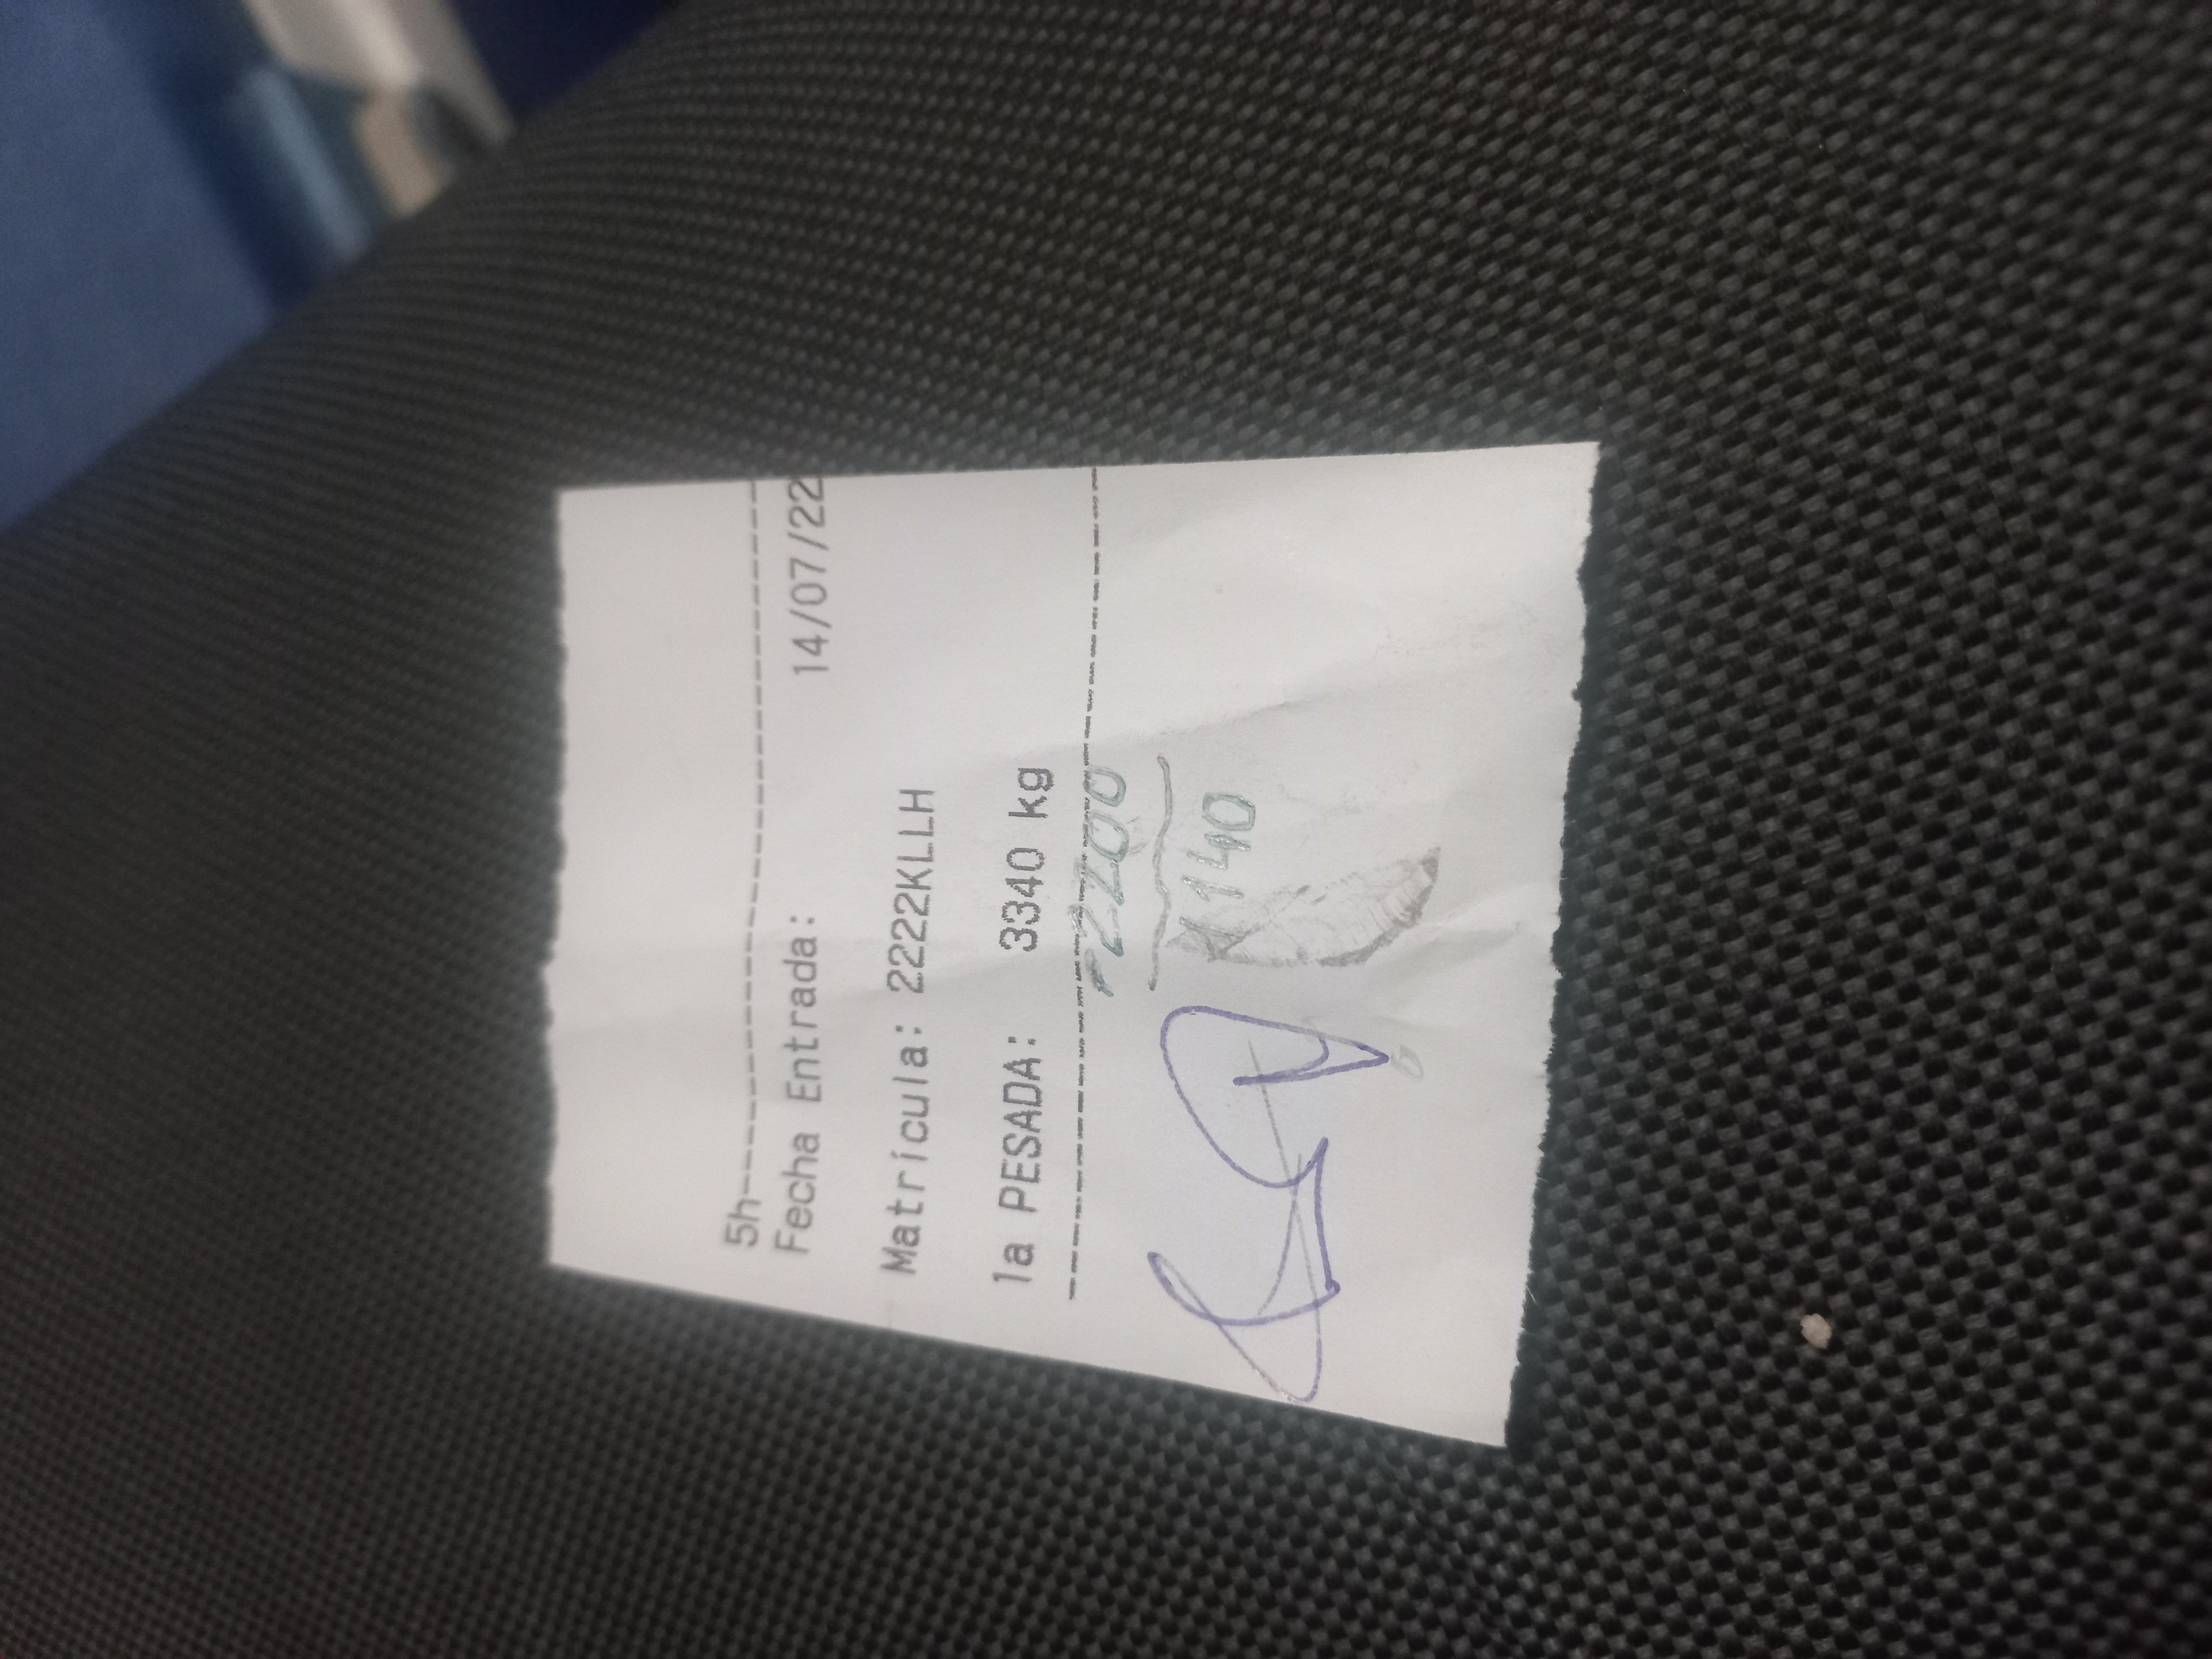 5h--------------------------------
Fecha Entrada: 14/07/22
Matrícula: 2222KLLH
1a PESADA: 3340 kg
----------------------------------
-2200
1140